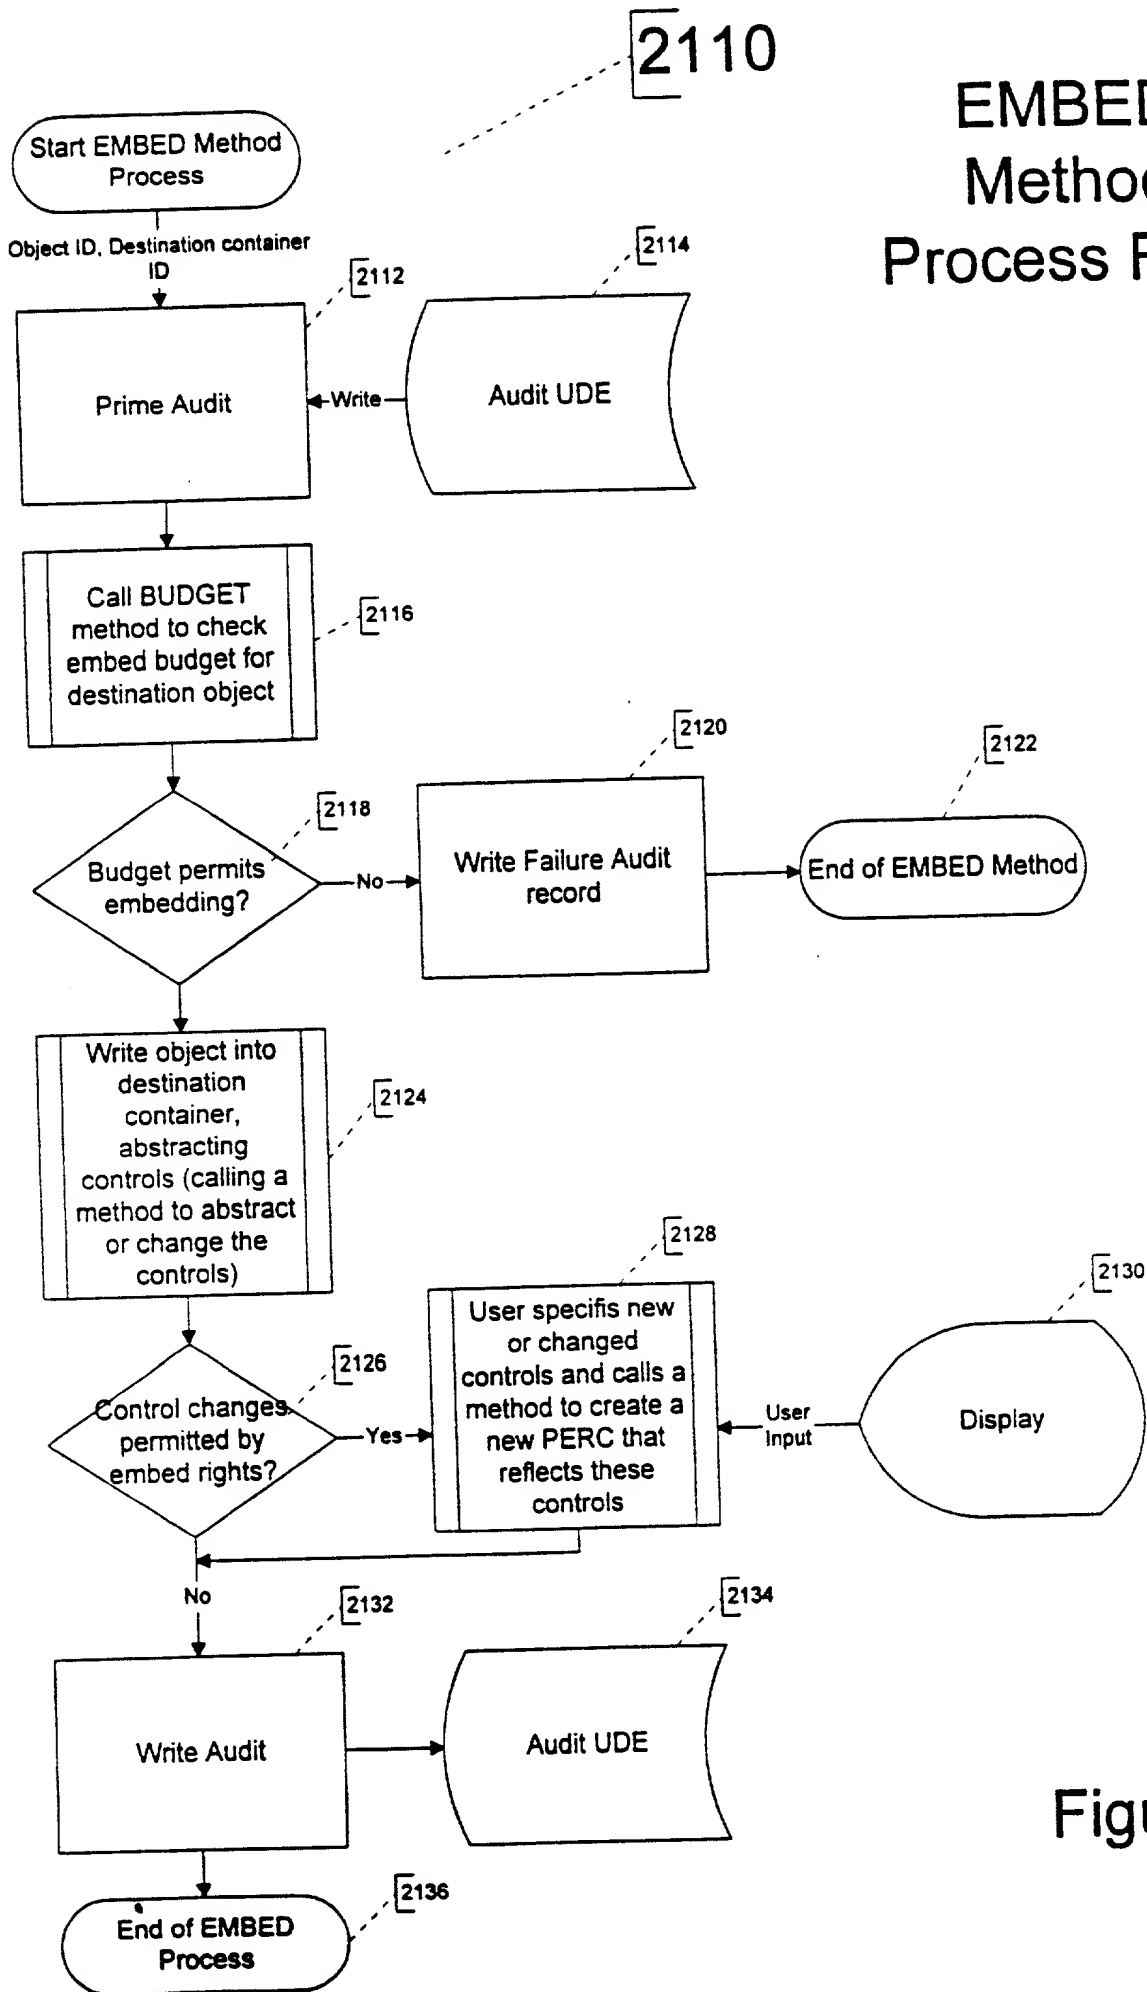 2110
EMBED
Method
Process F
Start EMBED Method
Process
Object ID, Destination container
ID
2112
2114
Prime Audit
Write
Audit UDE
Call BUDGET
method to check
embed budget for
destination object
2116
2118
2120
2122
Budget permits
embedding?
No
Write Failure Audit
record
End of EMBED Method
Write object into
destination
container,
abstracting
controls (calling a
method to abstract
or change the
controls)
2124
2126
2128
2130
Control changes
permitted by
embed rights?
Yes
User specifis new
or changed
controls and calls a
method to create a
new PERC that
reflects these
controls
User
Input
Display
No
2132
2134
Write Audit
Audit UDE
Figu
2136
End of EMBED
Process